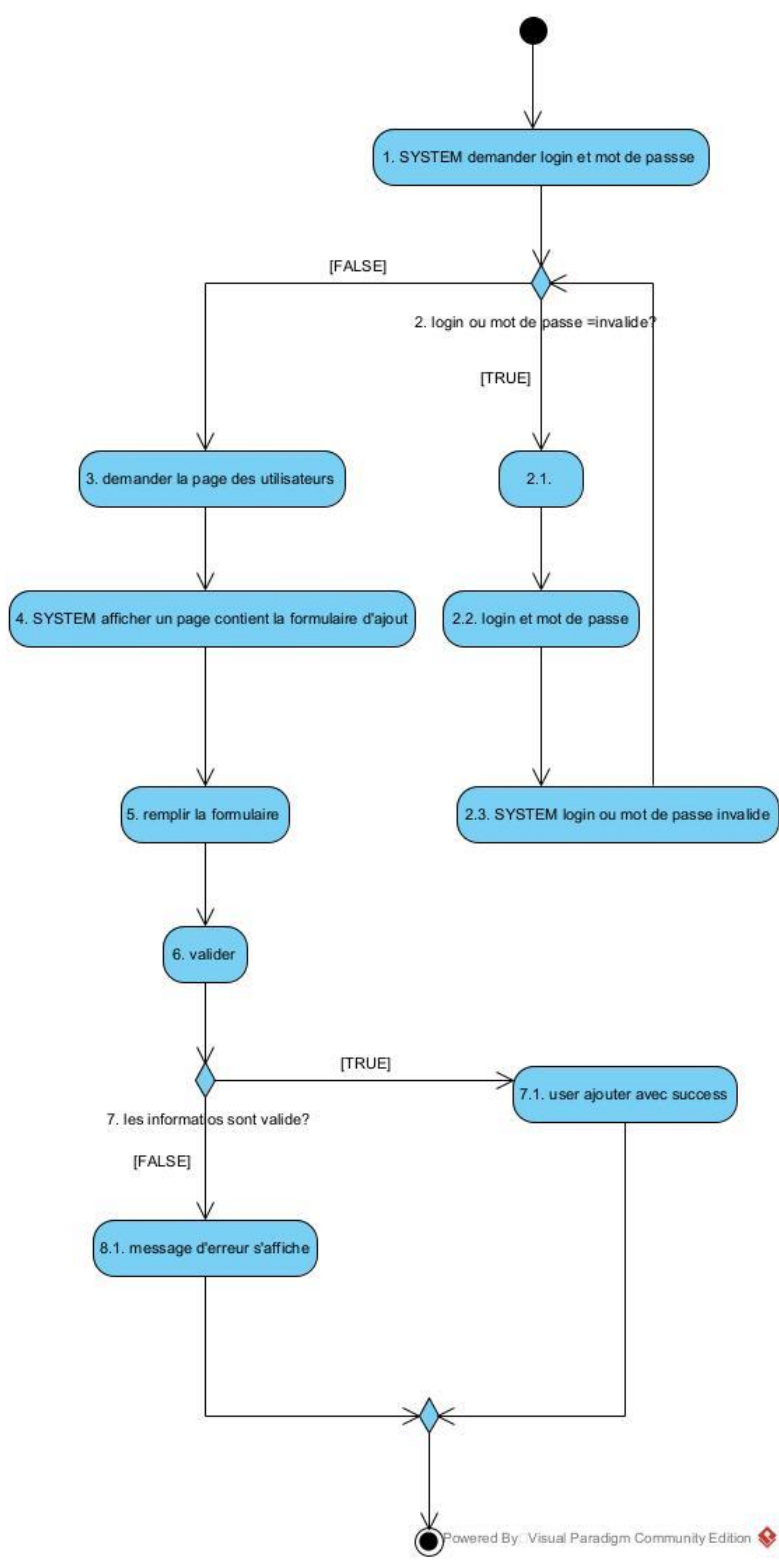 1. SYSTEM demander login et mot de passse
[FALSE]
2. login ou mot de passe =invalide?
[TRUE]
3. demander la page des utilisateurs
2.1.
4. SYSTEM afficher un page contient la formulaire d'ajout
2.2. login et mot de passe
5. remplir la formulaire
2.3. SYSTEM login ou mot de passe invalide
6. valider
[TRUE]
7.1. user ajouter avec success
7. les informatios sont valide?
[FALSE]
8.1. message d'erreur s'affiche
Powered By Visual Paradigm Community Edition